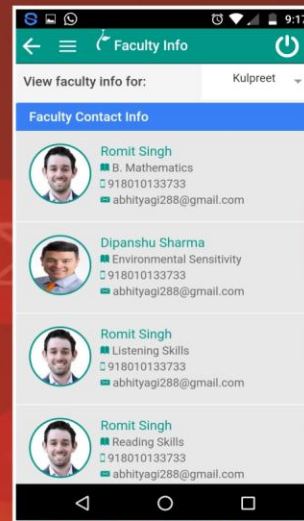 9:17
Faculty Info
View faculty info for:
Kulpreet
Faculty Contact Info
Romit Singh
B. Mathematics
918010133733
abhityagi288@gmail.com
Dipanshu Sharma
Environmental Sensitivity
918010133733
abhityagi288@gmail.com
Romit Singh
Listening Skills
918010133733
abhityagi288@gmail.com
Romit Singh
Reading Skills
918010133733
abhityagi288@gmail.com